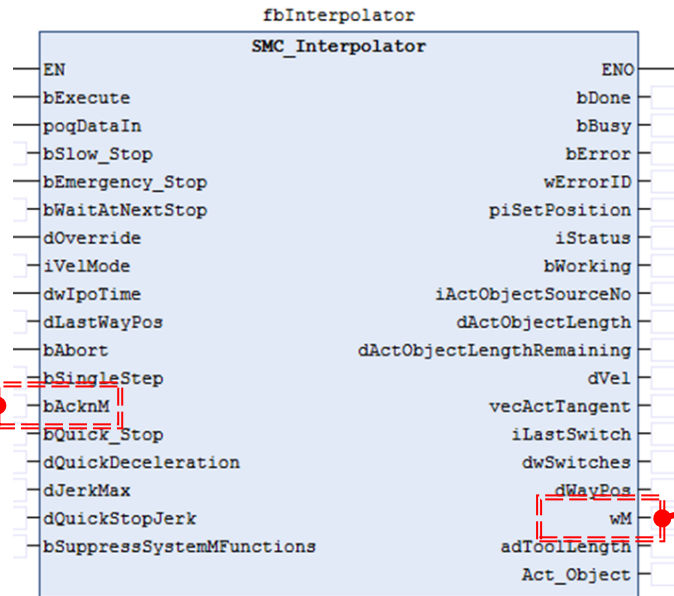 fbInterpolator
SMC_Interpolator
EN ENO
bExecute bDone
poqDataIn bBusy
bSlow_Stop bError
bEmergency_Stop wErrorID
bWaitAtNextStop piSetPosition
dOverride iStatus
iVelMode bWorking
dwIpoTime iActObjectSourceNo
dLastWayPos dActObjectLength
bAbort dActObjectLengthRemaining
bSingleStep dVel
bAcknM vecActTangent
bQuick_Stop iLastSwitch
dQuickDeceleration dwSwitches
dJerkMax dWayPos
dQuickStopJerk wM
bSuppressSystemMFunctions adToolLength
Act_Object